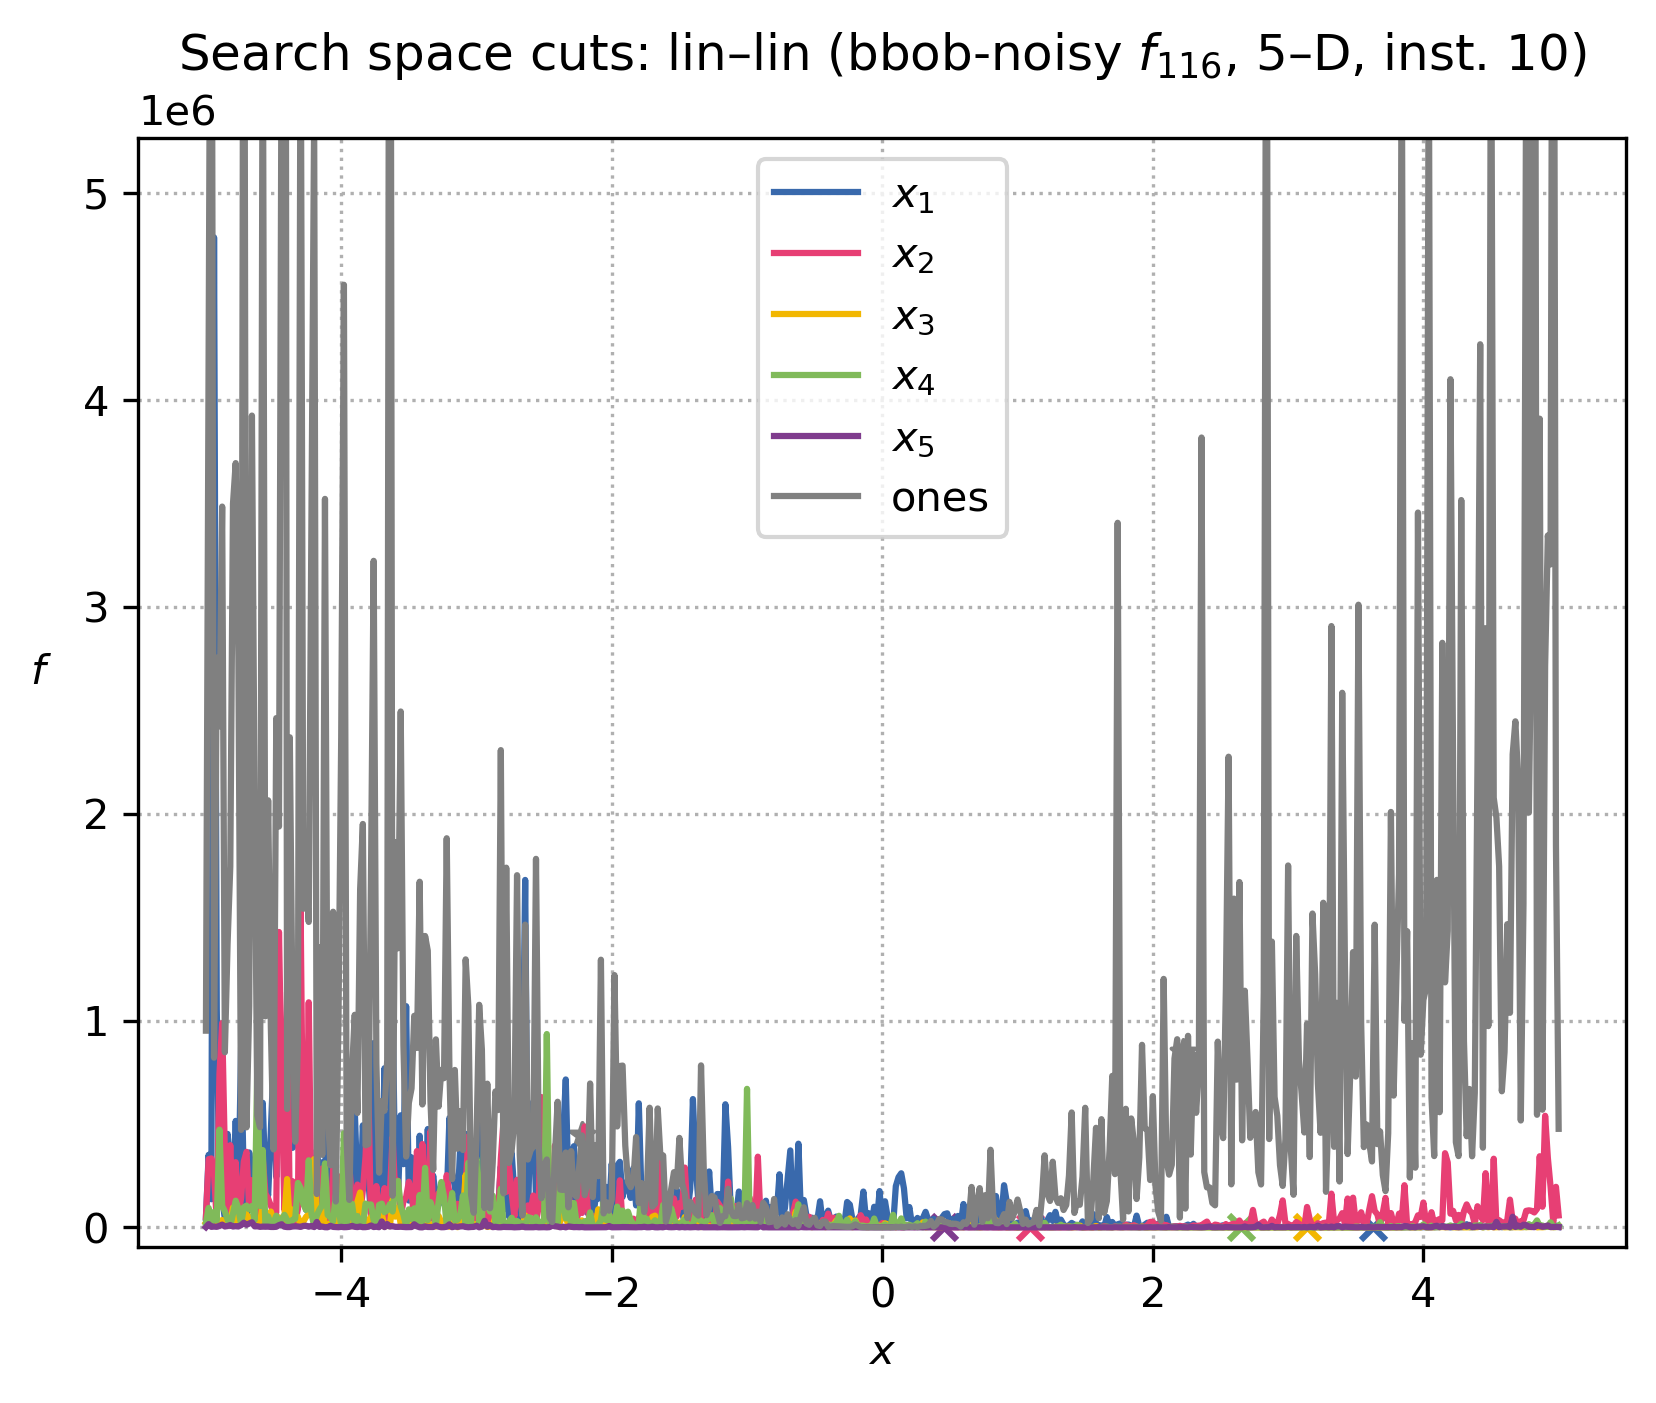 Search space cuts: lin–lin (bbob-noisy f₁₁₆, 5–D, inst. 10)
1e6
5
4
3
2
1
0
f
x₁
x₂
x₃
x₄
x₅
ones
−4
−2
0
2
4
x